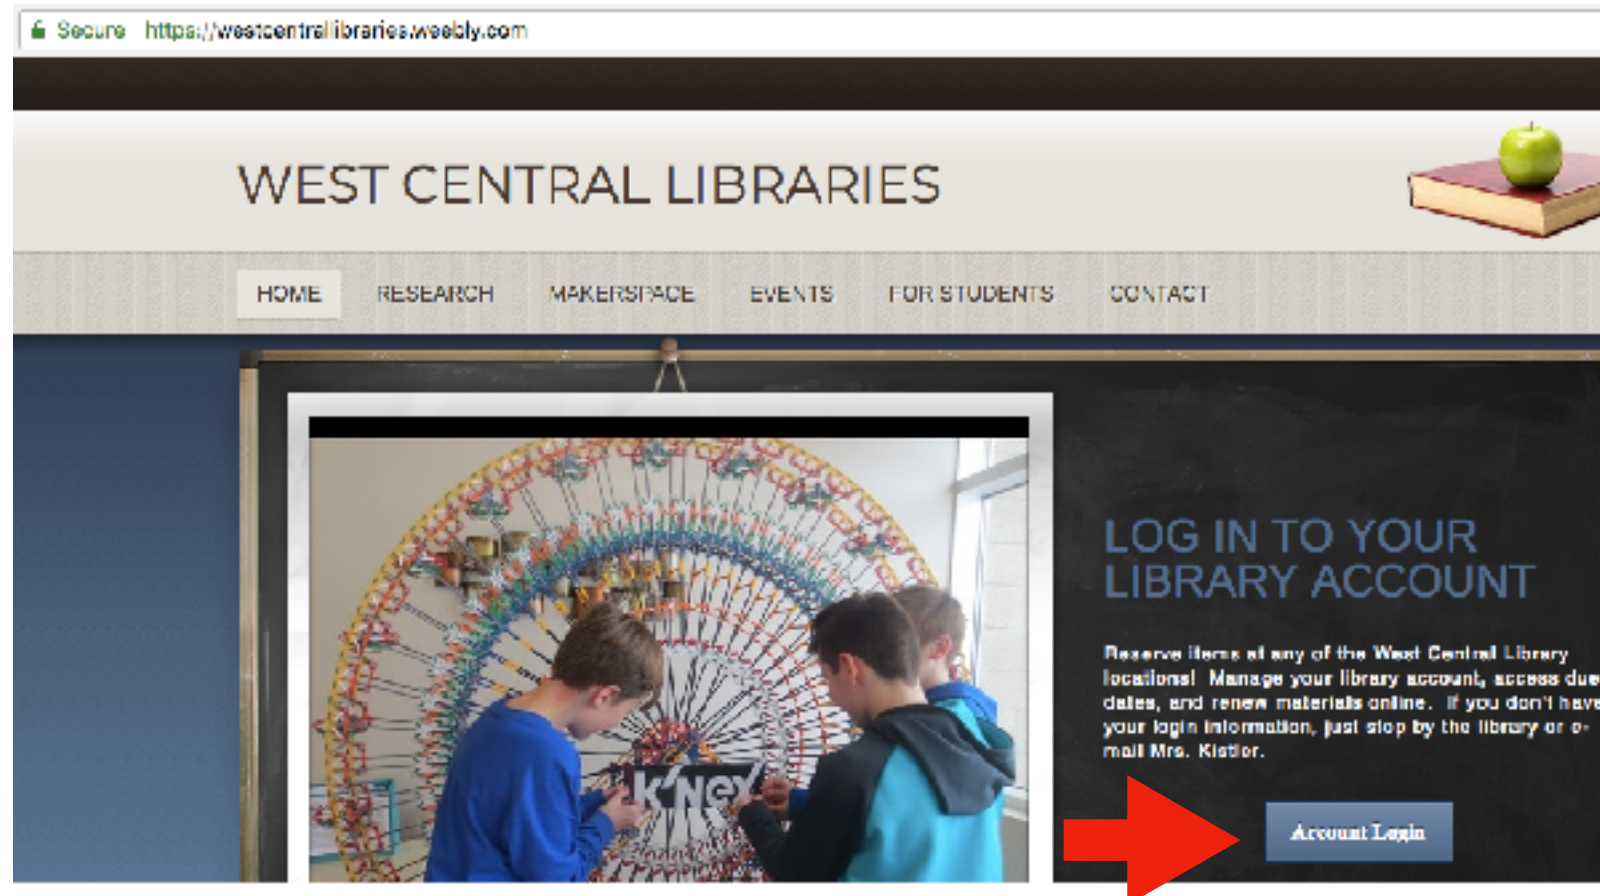 Secure https://westcentrallibraries.weebly.com
WEST CENTRAL LIBRARIES
HOME RESEARCH MAKERSPACE EVENTS FOR STUDENTS CONTACT
K'NEX
LOG IN TO YOUR
LIBRARY ACCOUNT
Reserve items at any of the West Central Library
locations! Manage your library account, access due
dates, and renew materials online. If you don't have
your login information, just stop by the library or e-
mail Mrs. Kistler.
Account Login